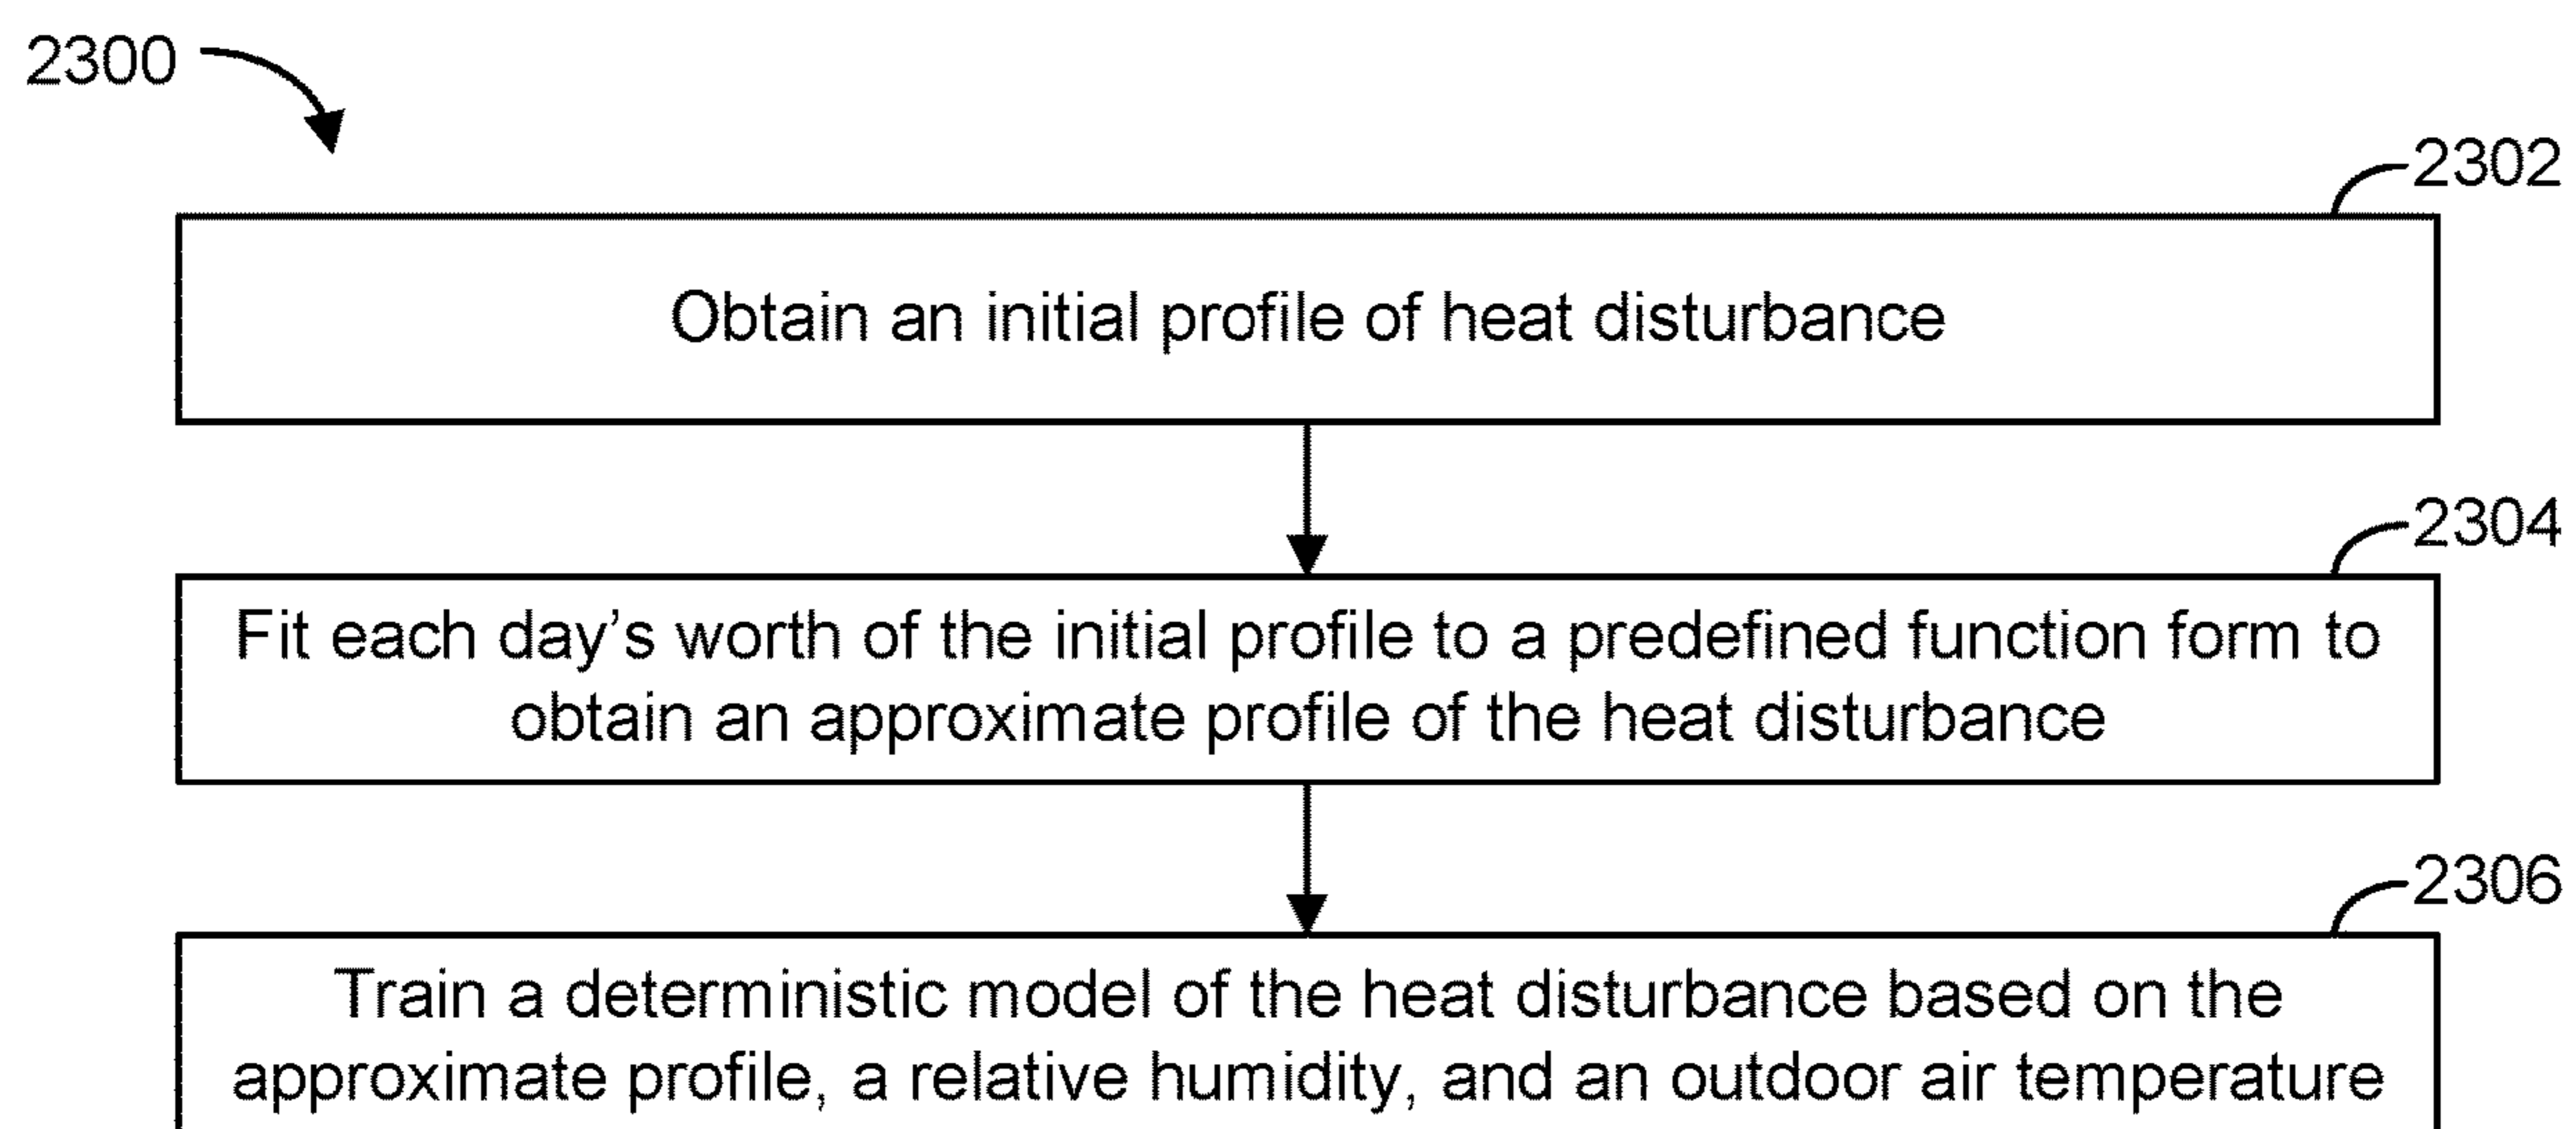 2300
2302
Obtain an initial profile of heat disturbance
2304
Fit each day’s worth of the initial profile to a predefined function form to
obtain an approximate profile of the heat disturbance
2306
Train a deterministic model of the heat disturbance based on the
approximate profile, a relative humidity, and an outdoor air temperature